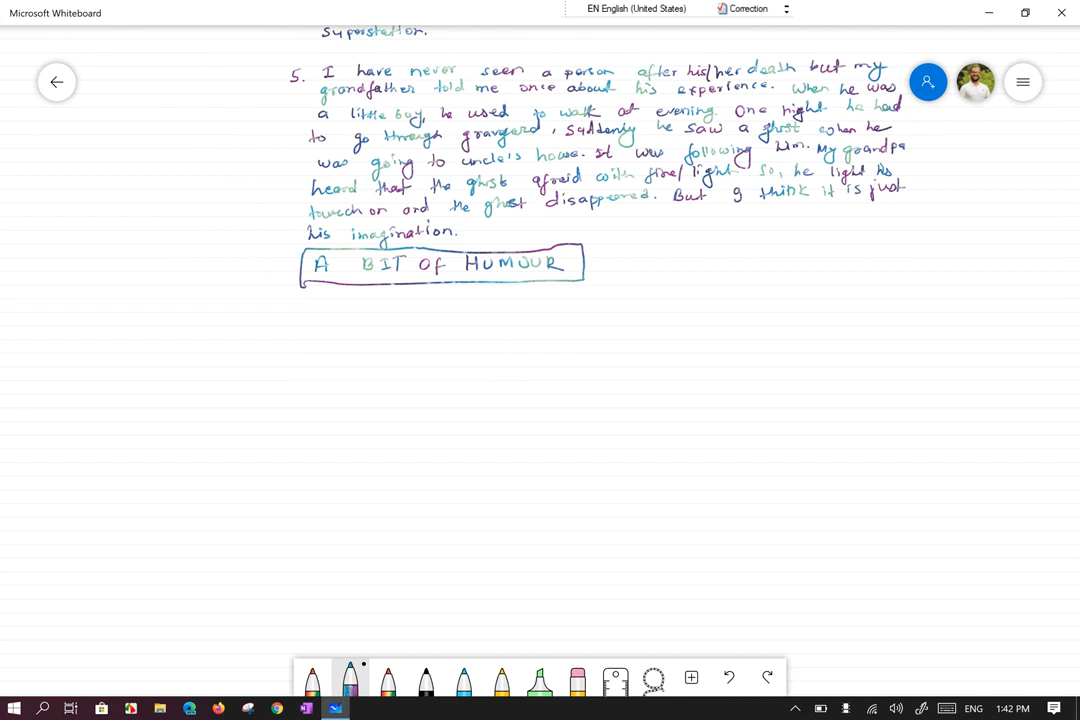 Microsoft Whiteboard
EN English (United States) Correction
superstation.
5. I have never seen a person after his/her death but my
grandfather told me once about his experience. When he was
a little boy, he used to walk at evening. One night he had
to go through graveyard, suddenly he saw a ghost when he
was going to uncle's house. It was following him. My grandpa
heard that the ghost afraid with fire/light so, he light his
tourch on and the ghost disappeared. But I think it is just
his imagination.
A BIT OF HUMOUR
ENG 1:42 PM